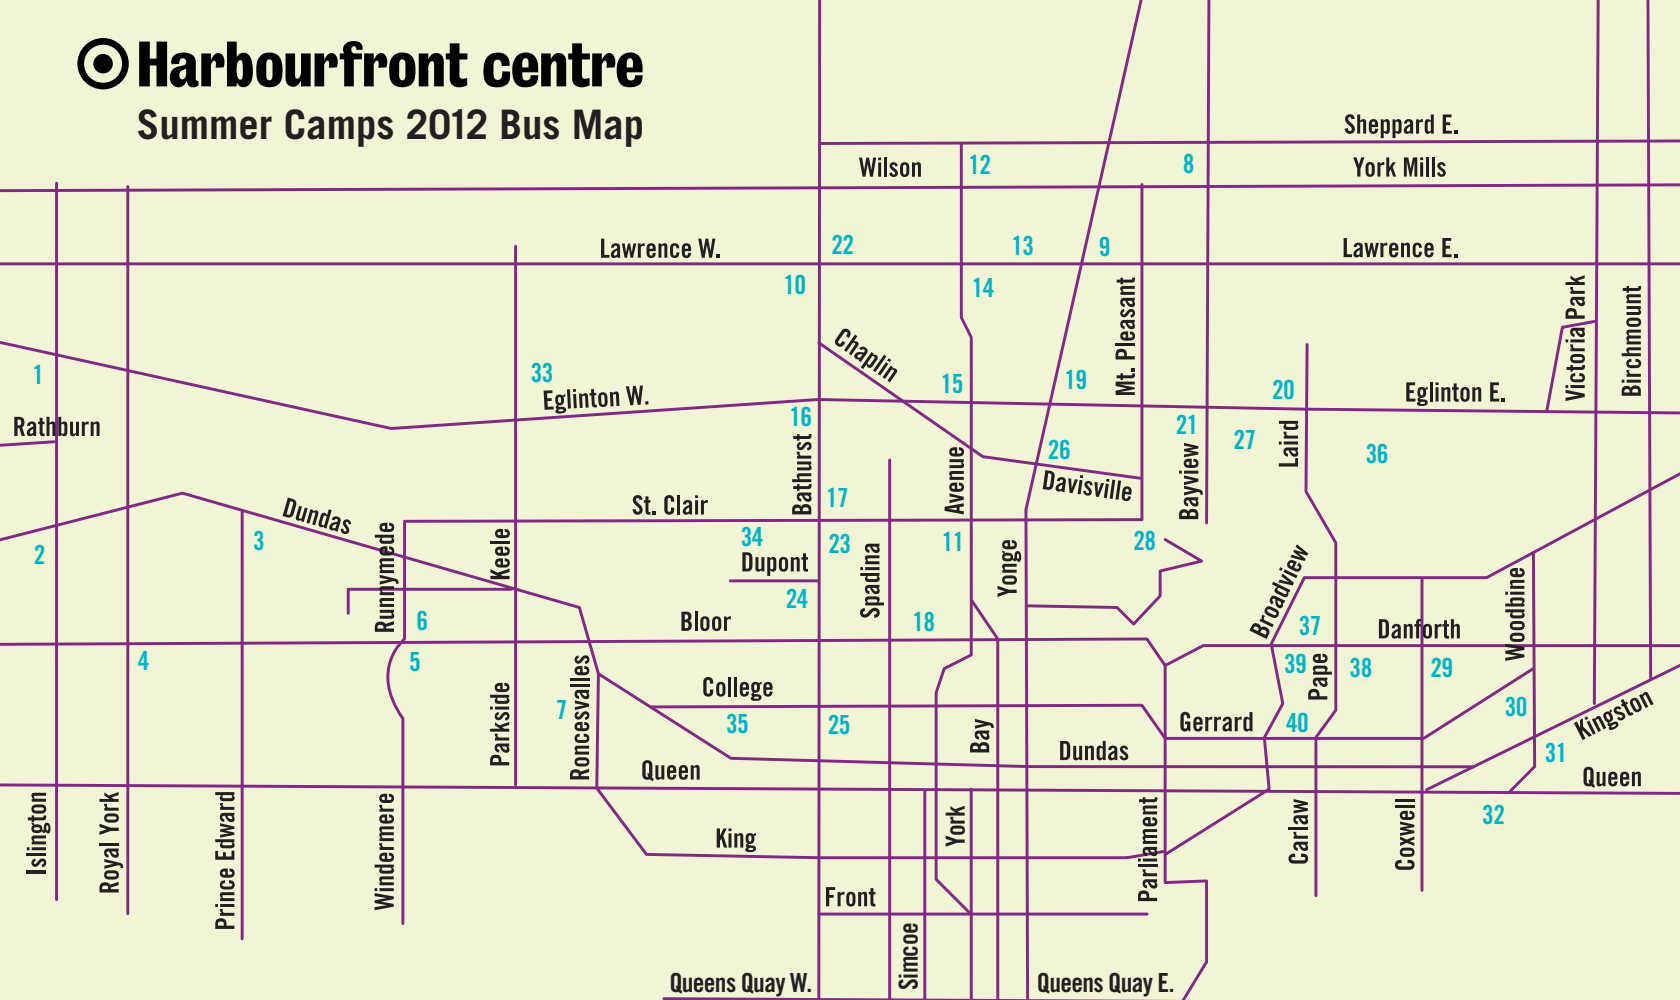 Harbourfront centre
Summer Camps 2012 Bus Map
Sheppard E.
Wilson
12
8
York Mills
Lawrence W.
22
13
9
Lawrence E.
10
14
Mt. Pleasant
Victoria Park
Birchmount
Chaplin
1
33
15
19
20
Eglinton W.
Eglinton E.
Rathburn
16
21
27
Laird
36
Bathurst
Avenue
26
Bayview
Davisville
Dundas
St. Clair
17
2
3
Runnymede
Keele
34
23
Spadina
11
Yonge
28
Dupont
24
Broadview
Woodbine
6
Bloor
18
37
Danforth
4
5
39
Pape
38
29
Parkside
7
Roncesvalles
College
35
25
Bay
Gerrard
40
30
Kingston
Dundas
31
Queen
Queen
Islington
Royal York
Prince Edward
Windermere
King
York
Parliament
Carlaw
Coxwell
32
Front
Simcoe
Queens Quay W.
Queens Quay E.